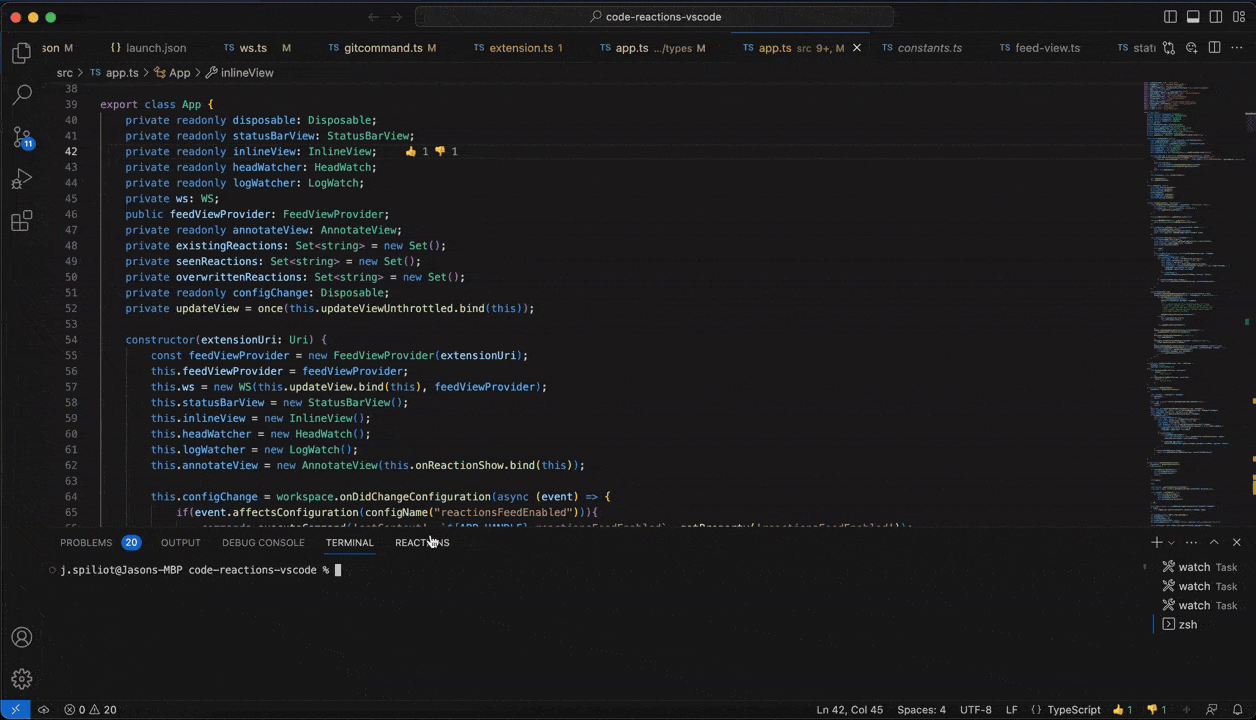 code-reactions-vscode
son M
launch.json
TS ws.ts M
TS gitcommand.ts M
TS extension.ts 1
TS app.ts .../types M
TS app.ts src 9+, M
TS constants.ts
TS feed-view.ts
TS
src > TS app.ts > App > inlineView
38
39 export class App {
40 private readonly disposable: Disposable;
41 private readonly statusBarView: StatusBarView;
42 private readonly inlineView: InlineView; 👍 1 👎 1
43 private readonly headWatcher: HeadWatch;
44 private readonly logWatcher: LogWatch;
45 private ws: WS;
46 public feedViewProvider: FeedViewProvider;
47 private readonly annotateView: AnnotateView;
48 private existingReactions: Set<string> = new Set();
49 private seenReactions: Set<string> = new Set();
50 private overwrittenReactions: Set<string> = new Set();
51 private readonly configChange: Disposable;
52 private updateView = once(this.updateViewUnthrottled.bind(this));
53
54 constructor(extensionUri: Uri) {
55 const feedViewProvider = new FeedViewProvider(extensionUri);
56 this.feedViewProvider = feedViewProvider;
57 this.ws = new WS(this.updateView.bind(this), feedViewProvider);
58 this.statusBarView = new StatusBarView();
59 this.inlineView = new InlineView();
60 this.headWatcher = new HeadWatch();
61 this.logWatcher = new LogWatch();
62 this.annotateView = new AnnotateView(this.onReactionShow.bind(this));
63
64 this.configChange = workspace.onDidChangeConfiguration(async (event) => {
65 if(event.affectsConfiguration(configName("reactionsFeedEnabled"))){
PROBLEMS 20 OUTPUT DEBUG CONSOLE TERMINAL REACTIONS
j.spiliot@Jasons-MBP code-reactions-vscode %
watch Task
watch Task
watch Task
zsh
11
0 20
Ln 42, Col 45 Spaces: 4 UTF-8 LF {} TypeScript 👍 1 👎 1